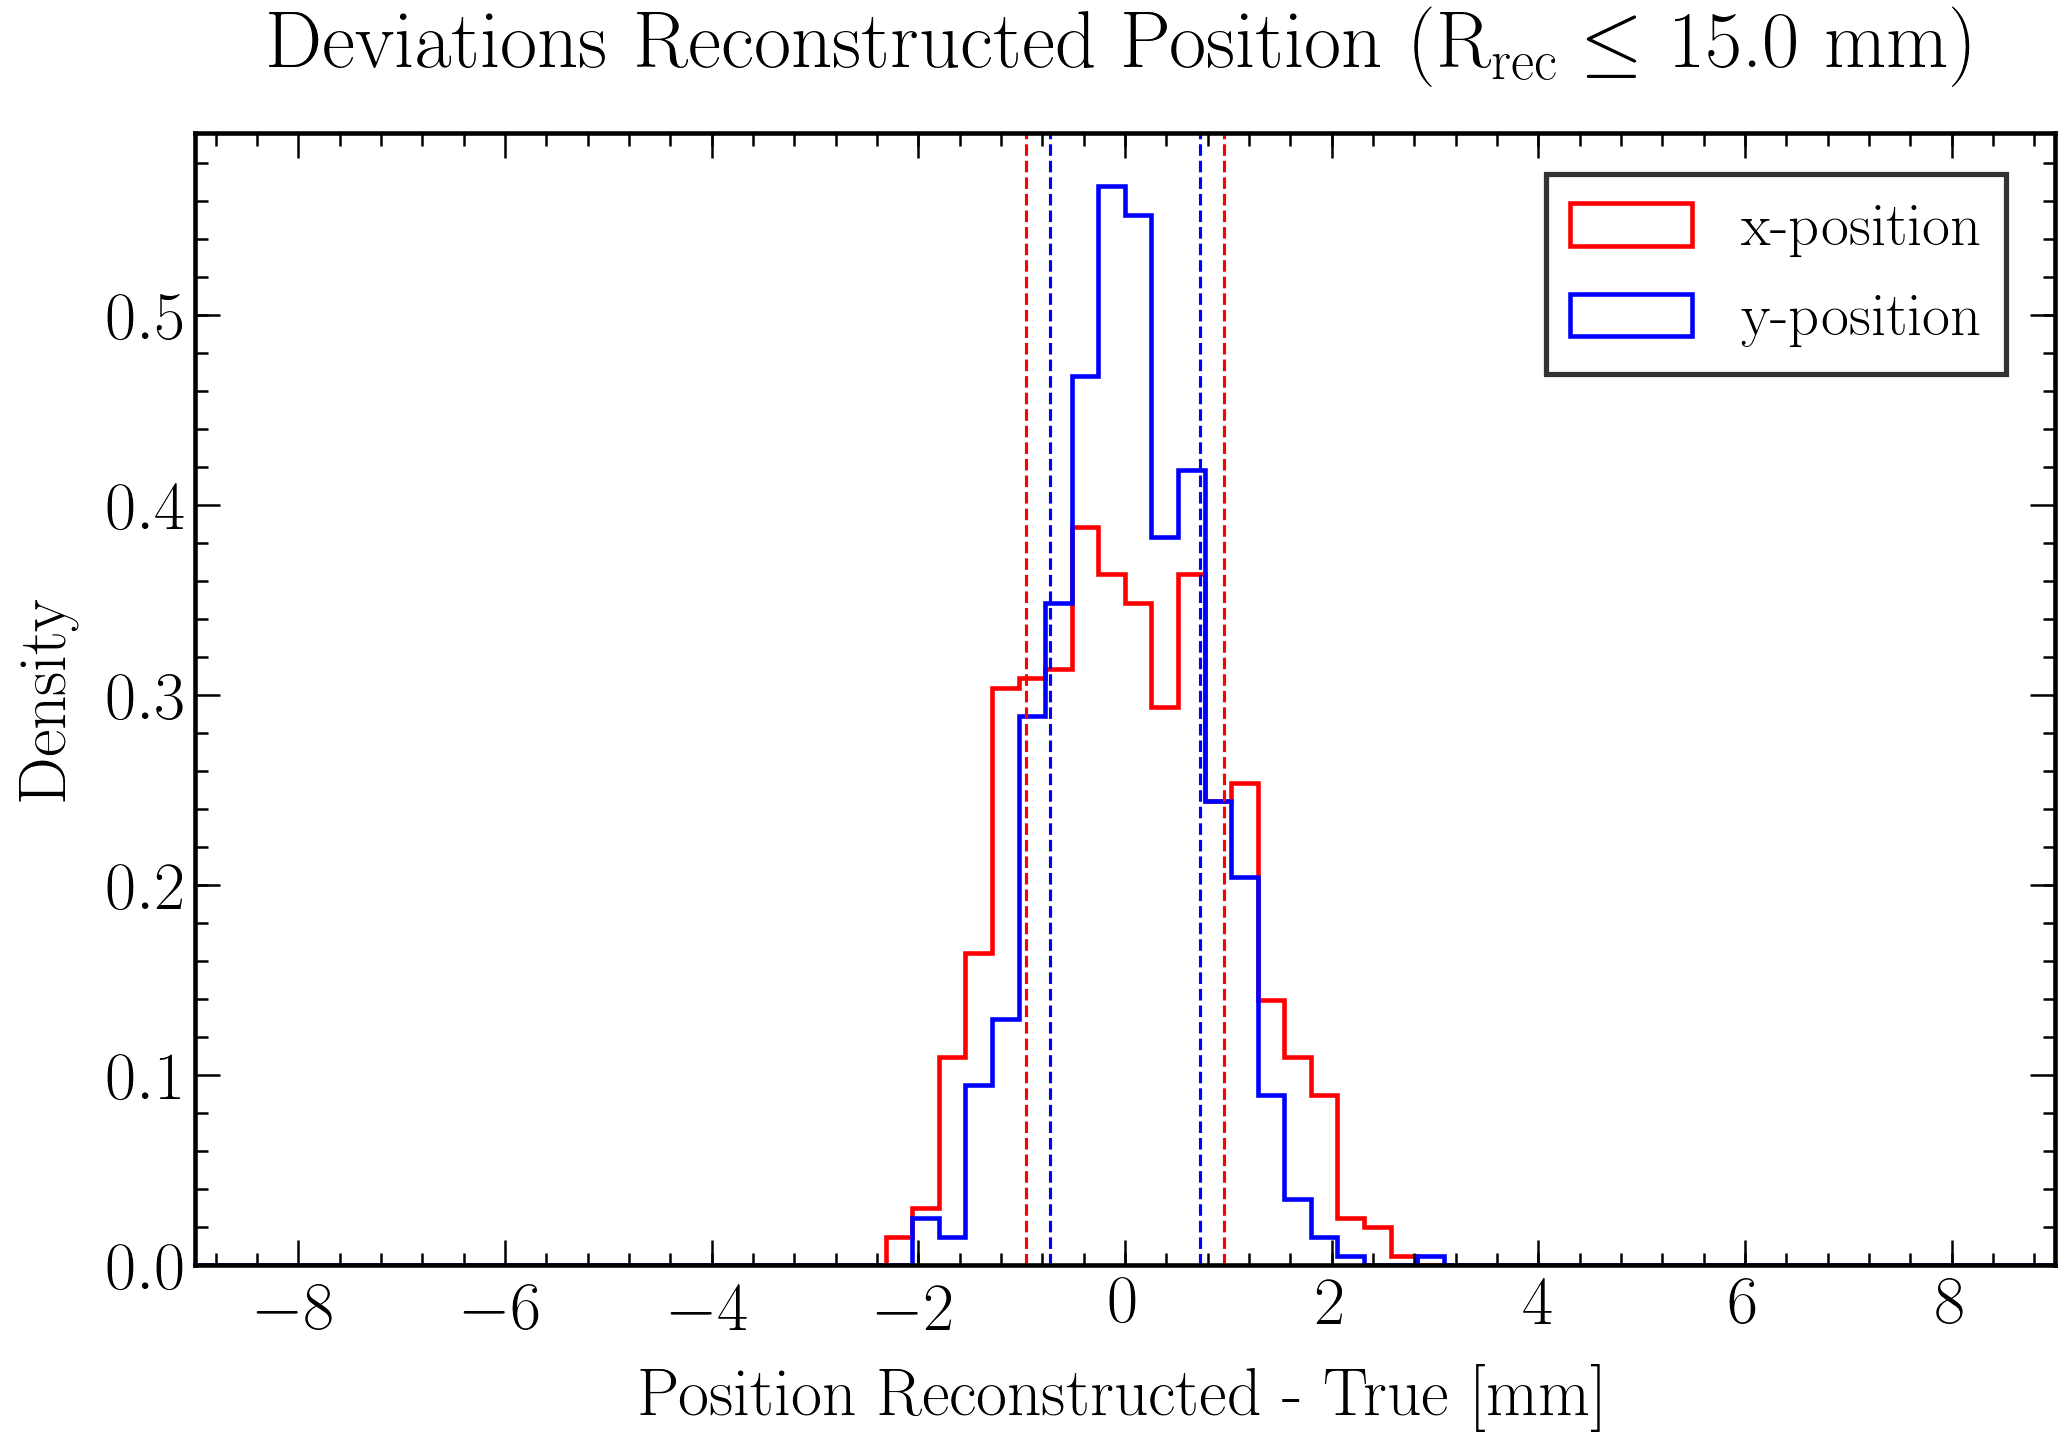 Deviations Reconstructed Position (R_rec ≤ 15.0 mm)
x-position
y-position
Density
0.5
0.4
0.3
0.2
0.1
0.0
−8 −6 −4 −2 0 2 4 6 8
Position Reconstructed - True [mm]